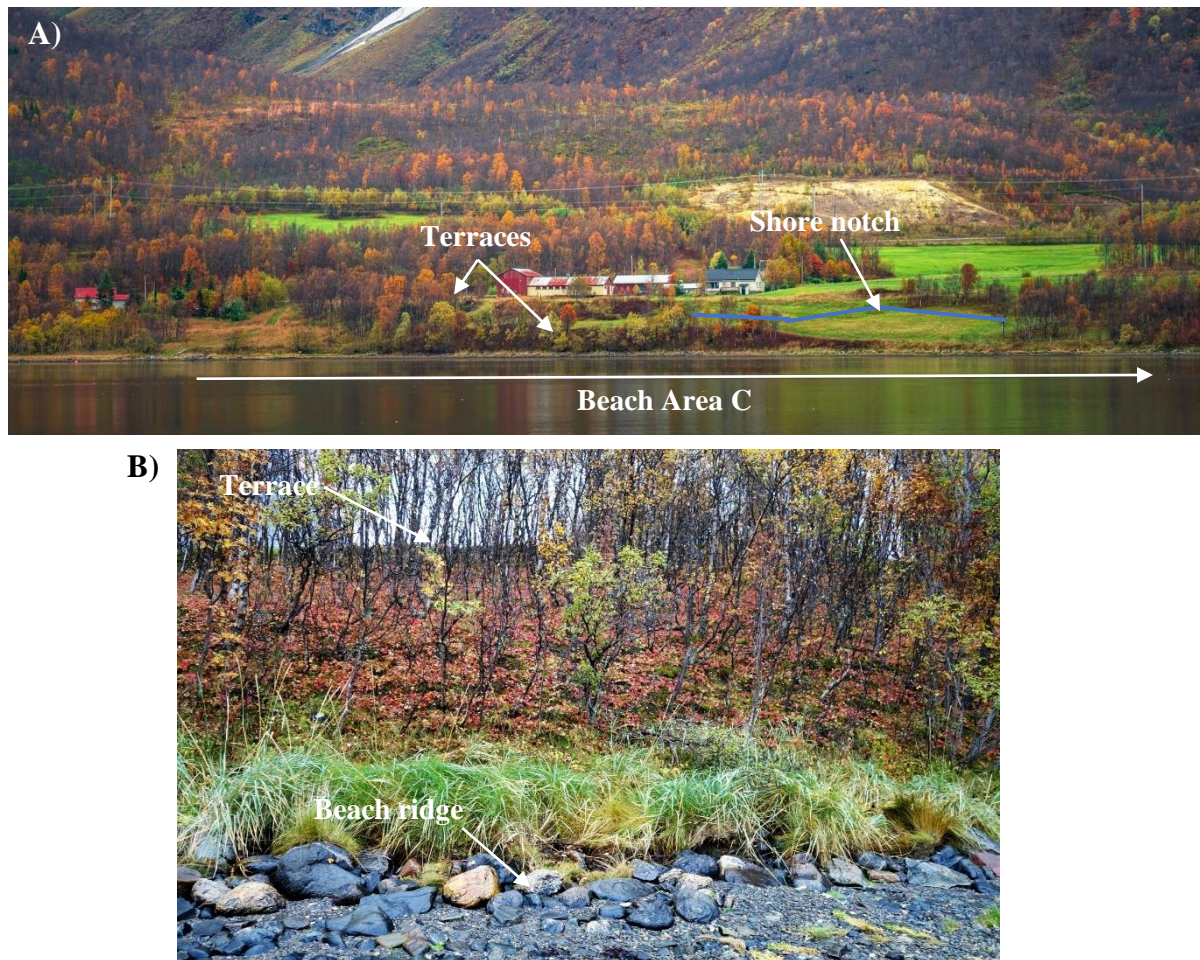 A)
Terraces
Shore notch
Beach Area C
B)
Terrace
Beach ridge